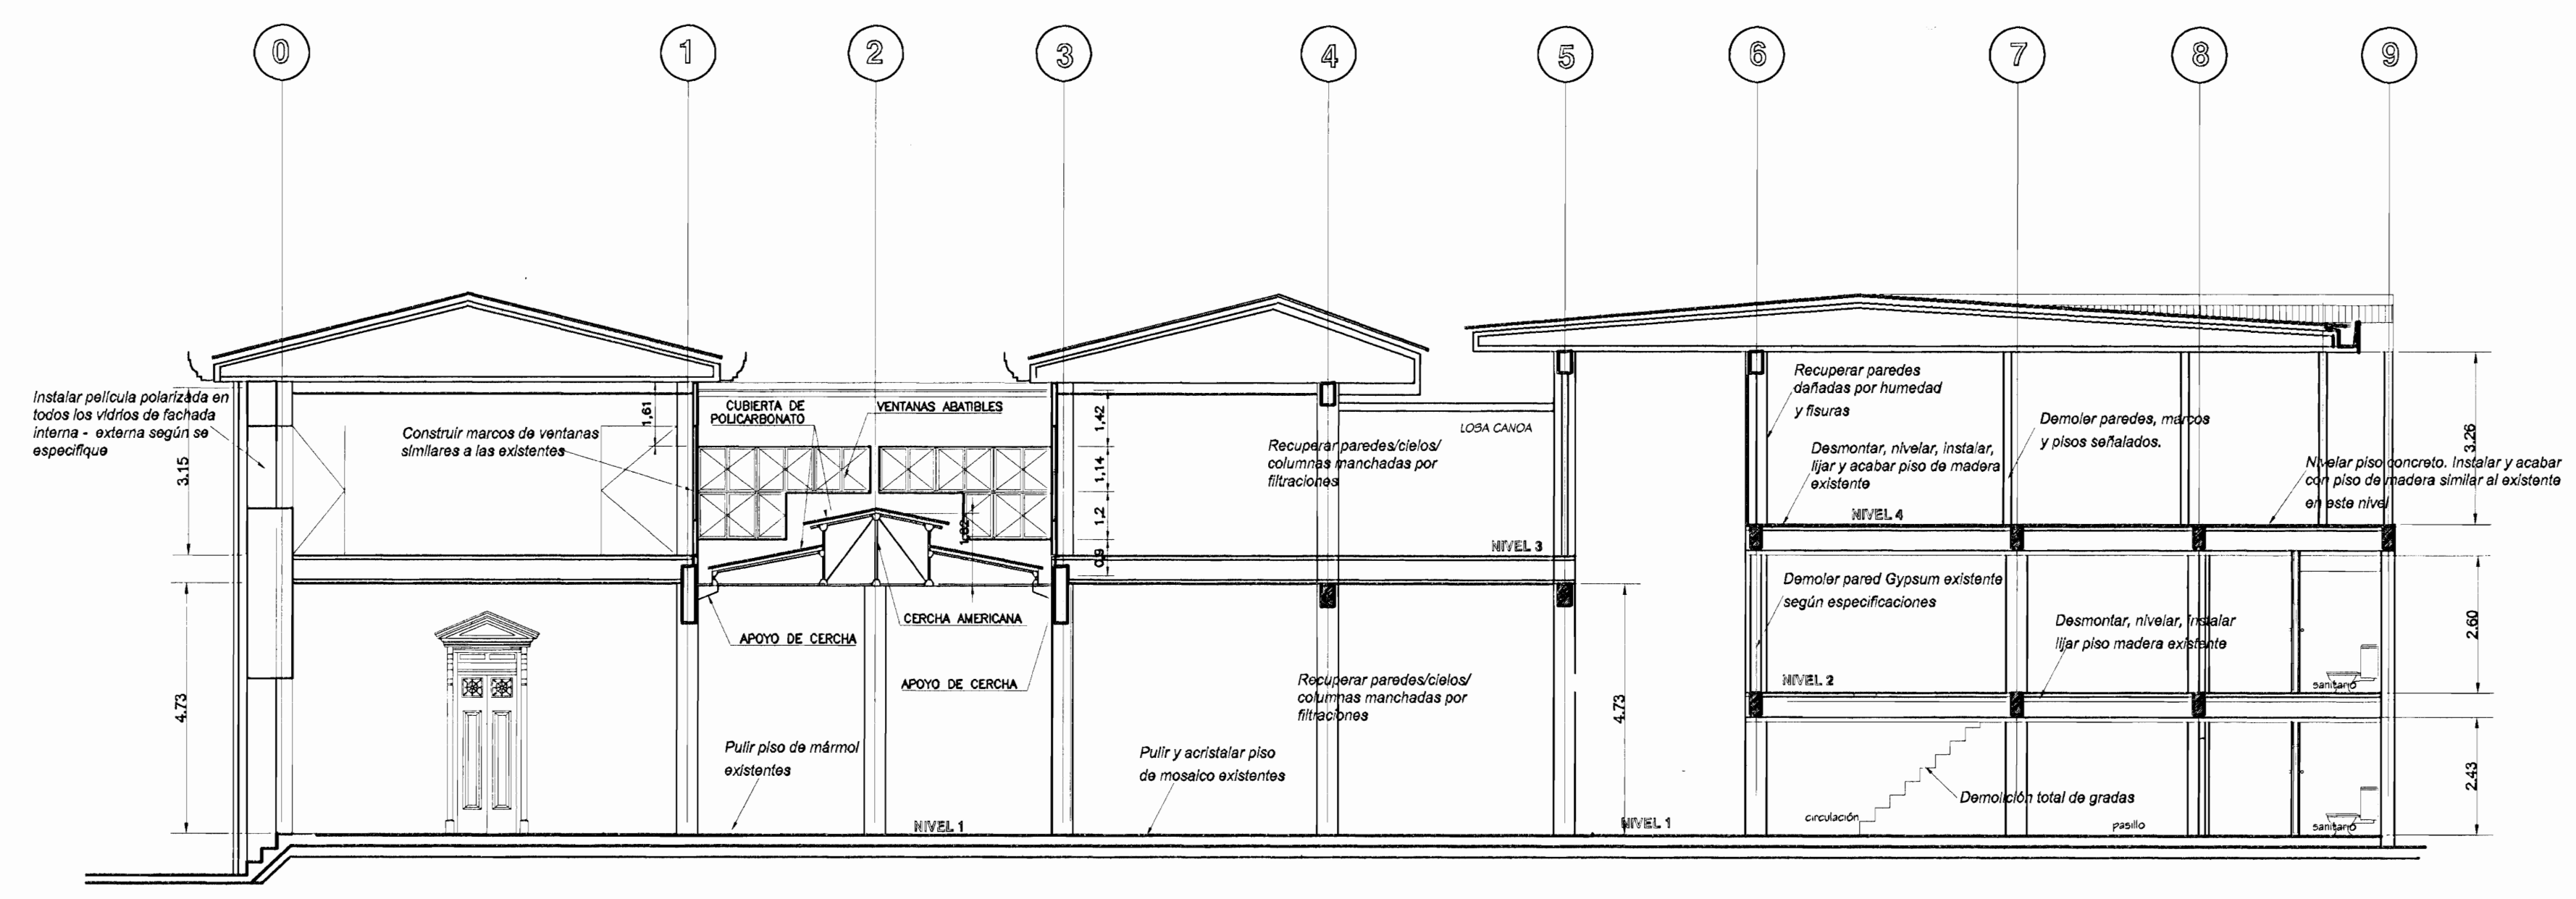 0
1
2
3
4
5
6
7
8
9
Instalar película polarizada en
todos los vidrios de fachada
interna - externa según se
especifique
3.15
4.73
Construir marcos de ventanas
similares a las existentes
1,61
CUBIERTA DE
POLICARBONATO
VENTANAS ABATIBLES
1,42
1,14
1,2
0,9
1,82
CERCHA AMERICANA
APOYO DE CERCHA
APOYO DE CERCHA
Pulir piso de mármol
existentes
NIVEL 1
Recuperar paredes/cielos/
columnas manchadas por
filtraciones
LOSA CANOA
NIVEL 3
Recuperar paredes/cielos/
columnas manchadas por
filtraciones
Pulir y acristalar piso
de mosaico existentes
4.73
NIVEL 1
Recuperar paredes
dañadas por humedad
y fisuras
Desmontar, nivelar, instalar,
lijar y acabar piso de madera
existente
NIVEL 4
Demoler paredes, marcos
y pisos señalados.
3.26
Nivelar piso concreto. Instalar y acabar
con piso de madera similar al existente
en este nivel
Demoler pared Gypsum existente
según especificaciones
Desmontar, nivelar, instalar
lijar piso madera existente
2.60
NIVEL 2
sanitario
2.43
Demolición total de gradas
circulación
pasillo
sanitario